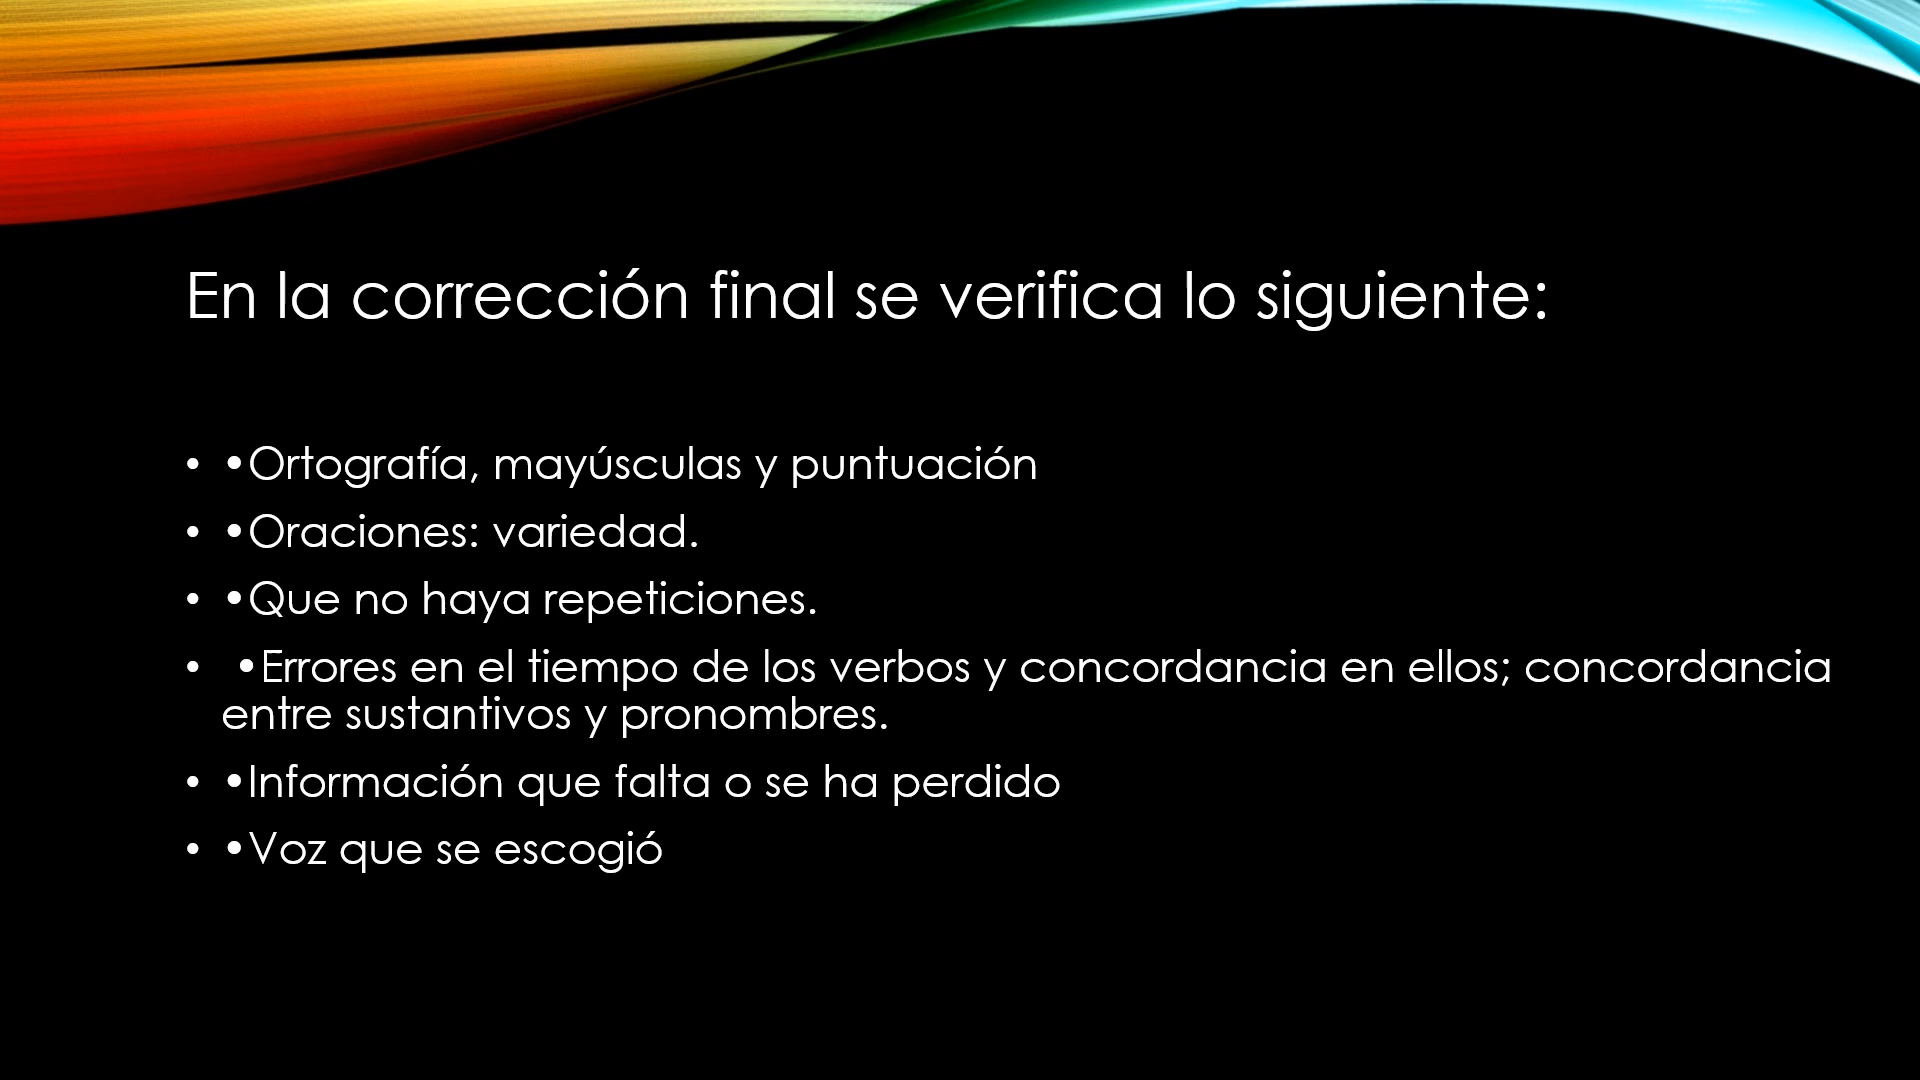 En la corrección final se verifica lo siguiente:
• •Ortografía, mayúsculas y puntuación
• •Oraciones: variedad.
• •Que no haya repeticiones.
• •Errores en el tiempo de los verbos y concordancia en ellos; concordancia
entre sustantivos y pronombres.
• •Información que falta o se ha perdido
• •Voz que se escogió